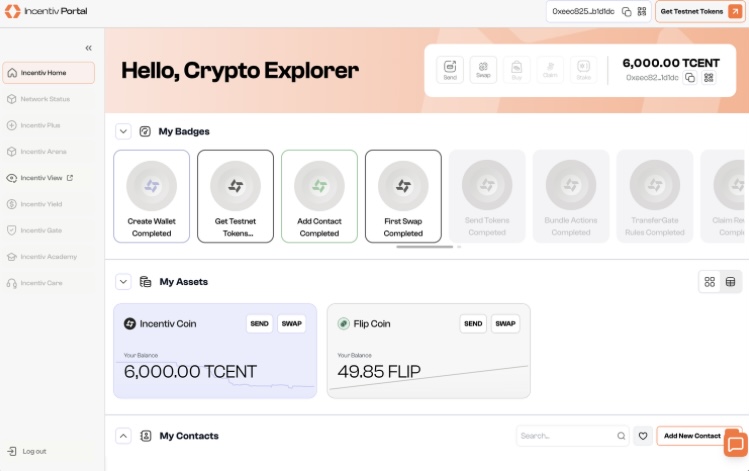 Incentiv Portal
0xeec825...b1d1dc
Get Testnet Tokens
Incentiv Home
Network Status
Incentiv Plus
Incentiv Arena
Incentiv View
Incentiv Yield
Incentiv Gate
Incentiv Academy
Incentiv Care
Log out
Hello, Crypto Explorer
Send
Swap
Buy
Claim
Stake
6,000.00 TCENT
0xeec82...1d1dc
My Badges
Create Wallet
Completed
Get Testnet
Tokens...
Add Contact
Completed
First Swap
Completed
Send Tokens
Competed
Bundle Actions
Completed
TransferGate
Rules Completed
Claim Re
Completed
My Assets
Incentiv Coin
SEND
SWAP
Your Balance
6,000.00 TCENT
Flip Coin
SEND
SWAP
Your Balance
49.85 FLIP
My Contacts
Search...
Add New Contact